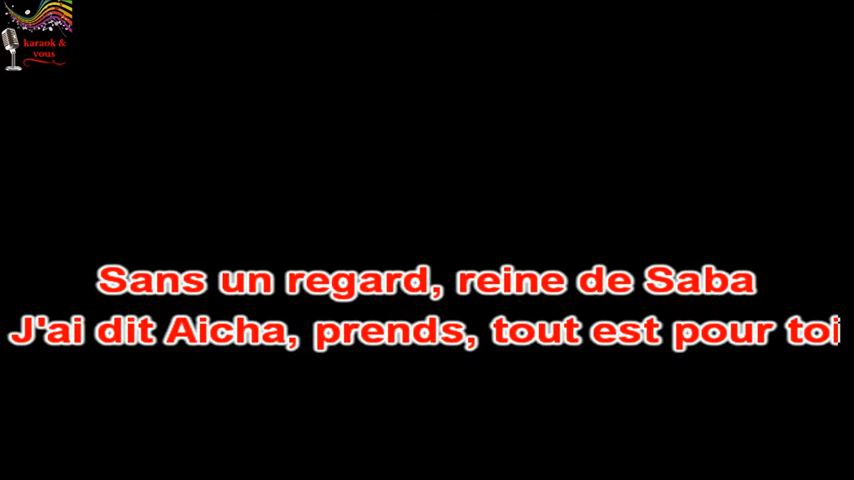 karaok &
vous
Sans un regard, reine de Saba
J'ai dit Aicha, prends, tout est pour toi